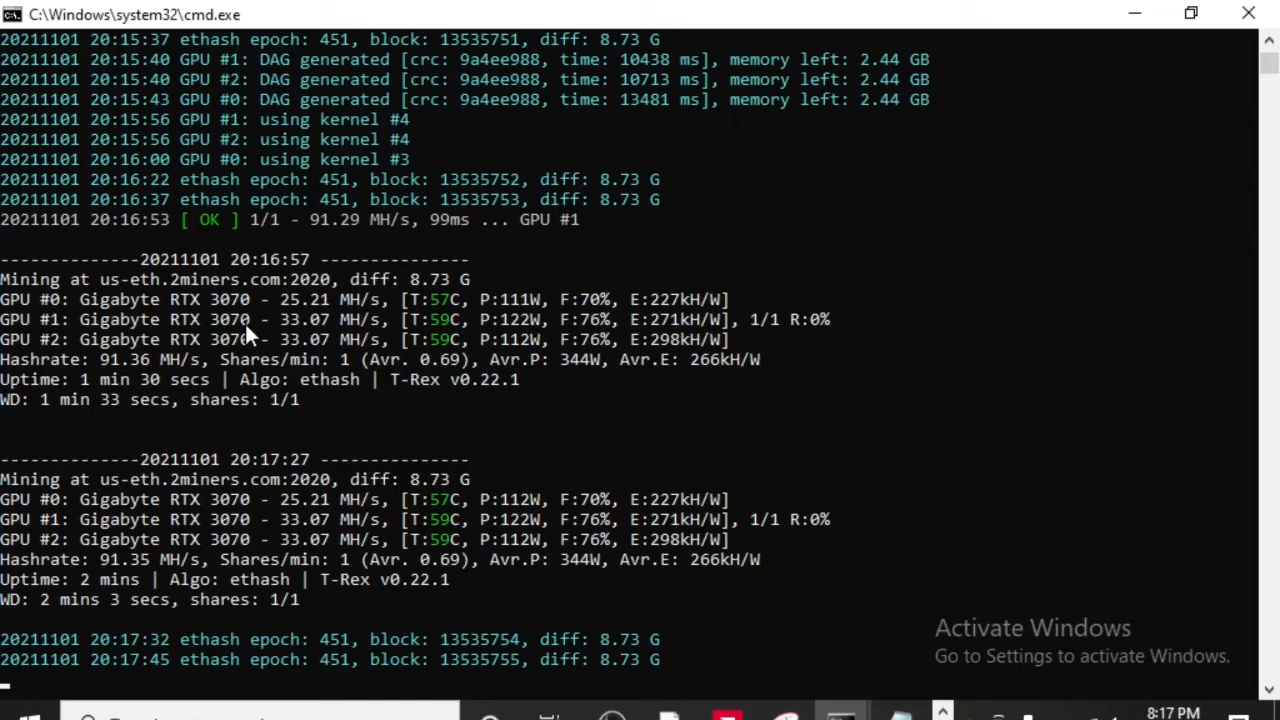 C:\Windows\system32\cmd.exe
20211101 20:15:37 ethash epoch: 451, block: 13535751, diff: 8.73 G
20211101 20:15:40 GPU #1: DAG generated [crc: 9a4ee988, time: 10438 ms], memory left: 2.44 GB
20211101 20:15:40 GPU #2: DAG generated [crc: 9a4ee988, time: 10713 ms], memory left: 2.44 GB
20211101 20:15:43 GPU #0: DAG generated [crc: 9a4ee988, time: 13481 ms], memory left: 2.44 GB
20211101 20:15:56 GPU #1: using kernel #4
20211101 20:15:56 GPU #2: using kernel #4
20211101 20:16:00 GPU #0: using kernel #3
20211101 20:16:22 ethash epoch: 451, block: 13535752, diff: 8.73 G
20211101 20:16:37 ethash epoch: 451, block: 13535753, diff: 8.73 G
20211101 20:16:53 [ OK ] 1/1 - 91.29 MH/s, 99ms ... GPU #1
--------------20211101 20:16:57 ---------------
Mining at us-eth.2miners.com:2020, diff: 8.73 G
GPU #0: Gigabyte RTX 3070 - 25.21 MH/s, [T:57C, P:111W, F:70%, E:227kH/W]
GPU #1: Gigabyte RTX 3070 - 33.07 MH/s, [T:59C, P:122W, F:76%, E:271kH/W], 1/1 R:0%
GPU #2: Gigabyte RTX 3070 - 33.07 MH/s, [T:59C, P:112W, F:76%, E:298kH/W]
Hashrate: 91.36 MH/s, Shares/min: 1 (Avr. 0.69), Avr.P: 344W, Avr.E: 266kH/W
Uptime: 1 min 30 secs | Algo: ethash | T-Rex v0.22.1
WD: 1 min 33 secs, shares: 1/1
--------------20211101 20:17:27 ---------------
Mining at us-eth.2miners.com:2020, diff: 8.73 G
GPU #0: Gigabyte RTX 3070 - 25.21 MH/s, [T:57C, P:112W, F:70%, E:227kH/W]
GPU #1: Gigabyte RTX 3070 - 33.07 MH/s, [T:59C, P:122W, F:76%, E:271kH/W], 1/1 R:0%
GPU #2: Gigabyte RTX 3070 - 33.07 MH/s, [T:59C, P:112W, F:76%, E:298kH/W]
Hashrate: 91.35 MH/s, Shares/min: 1 (Avr. 0.69), Avr.P: 344W, Avr.E: 266kH/W
Uptime: 2 mins | Algo: ethash | T-Rex v0.22.1
WD: 2 mins 3 secs, shares: 1/1
20211101 20:17:32 ethash epoch: 451, block: 13535754, diff: 8.73 G
20211101 20:17:45 ethash epoch: 451, block: 13535755, diff: 8.73 G
Activate Windows
Go to Settings to activate Windows.
8:17 PM